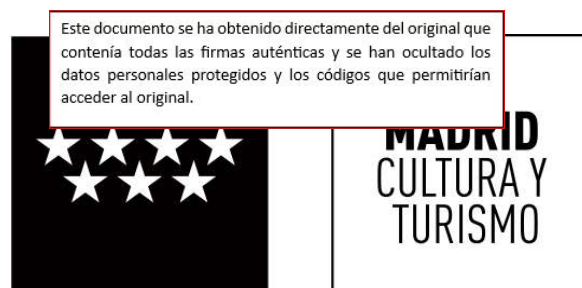 Este documento se ha obtenido directamente del original que
contenía todas las firmas auténticas y se han ocultado los
datos personales protegidos y los códigos que permitirían
acceder al original.
MADRID
CULTURA Y
TURISMO